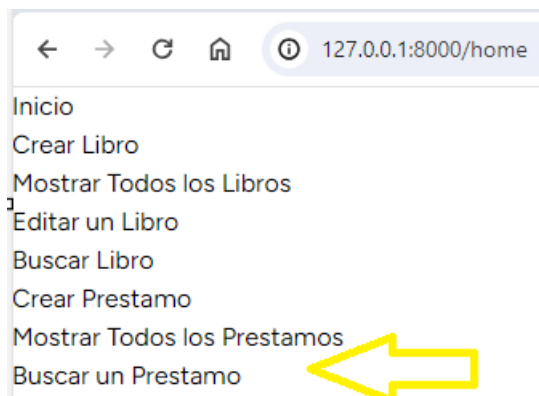 127.0.0.1:8000/home
Inicio
Crear Libro
Mostrar Todos los Libros
Editar un Libro
Buscar Libro
Crear Prestamo
Mostrar Todos los Prestamos
Buscar un Prestamo